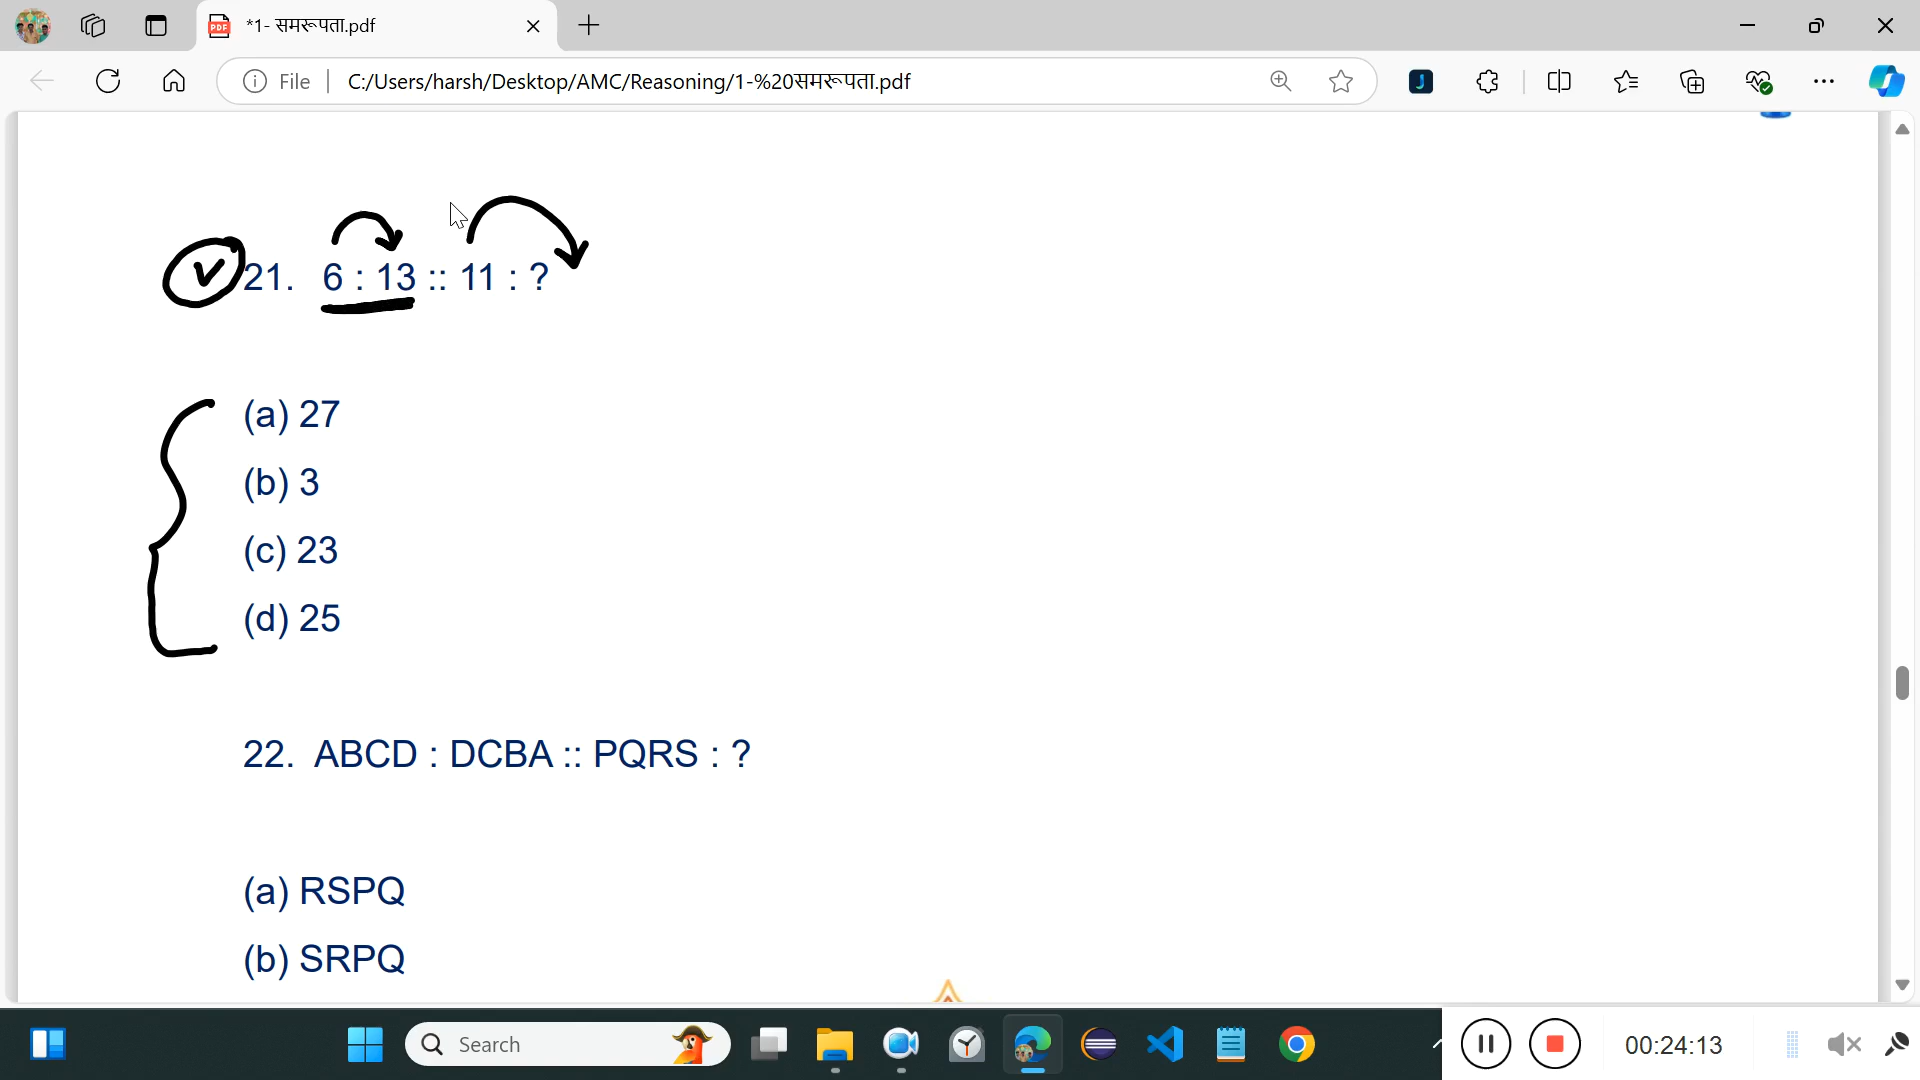 *1- समरूपता.pdf
File
C:/Users/harsh/Desktop/AMC/Reasoning/1-%20समरूपता.pdf
21. 6 : 13 :: 11 : ?
(a) 27
(b) 3
(c) 23
(d) 25
22. ABCD : DCBA :: PQRS : ?
(a) RSPQ
(b) SRPQ
Search
00:24:13